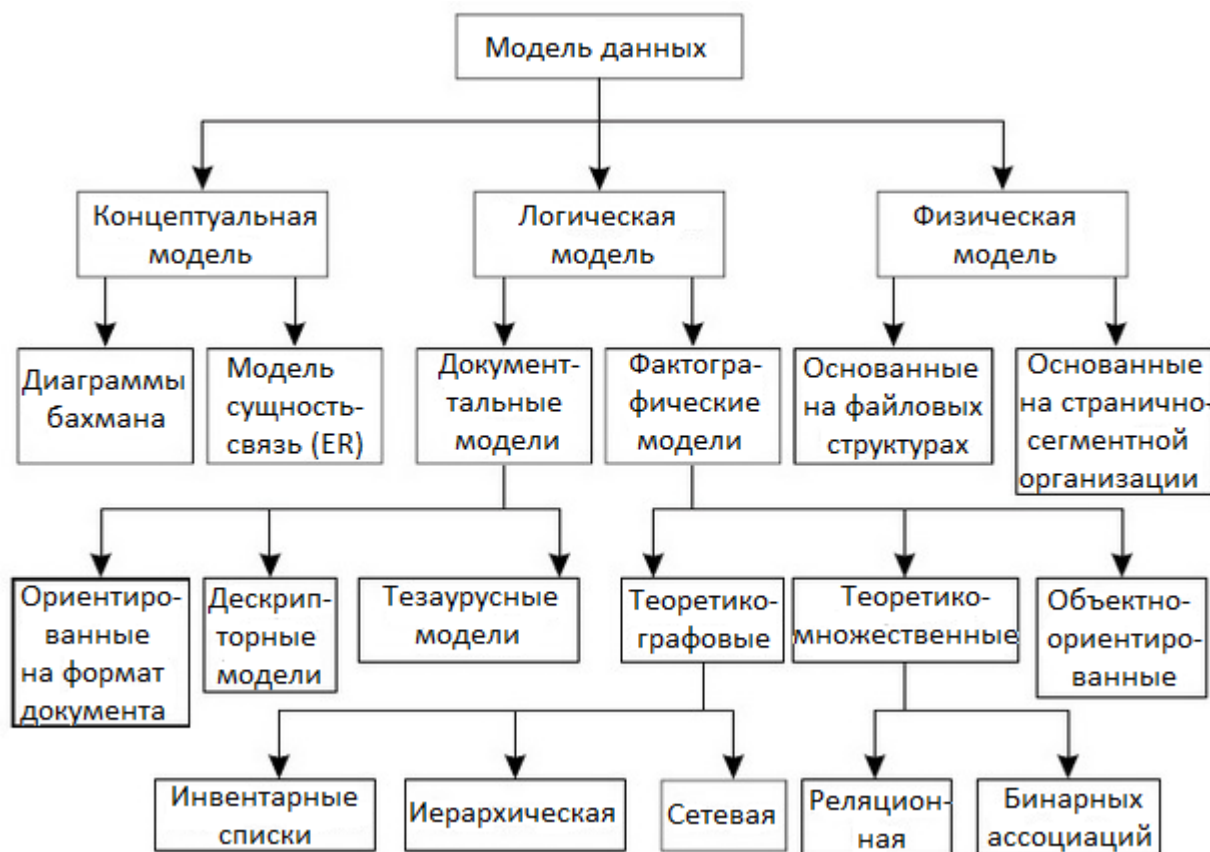 Модель данных
Концептуальная
модель
Логическая
модель
Физическая
модель
Диаграммы
бахмана
Модель
сущность-
связь (ER)
Документ-
тальные
модели
Фактогра-
фические
модели
Основанные
на файловых
структурах
Основанные
на странично-
сегментной
организации
Ориентиро-
ванные
на формат
документа
Дескрип-
торные
модели
Тезаурусные
модели
Теоретико-
графовые
Теоретико-
множественные
Объектно-
ориентиро-
ванные
Инвентарные
списки
Иерархическая
Сетевая
Реляцион-
ная
Бинарных
ассоциаций